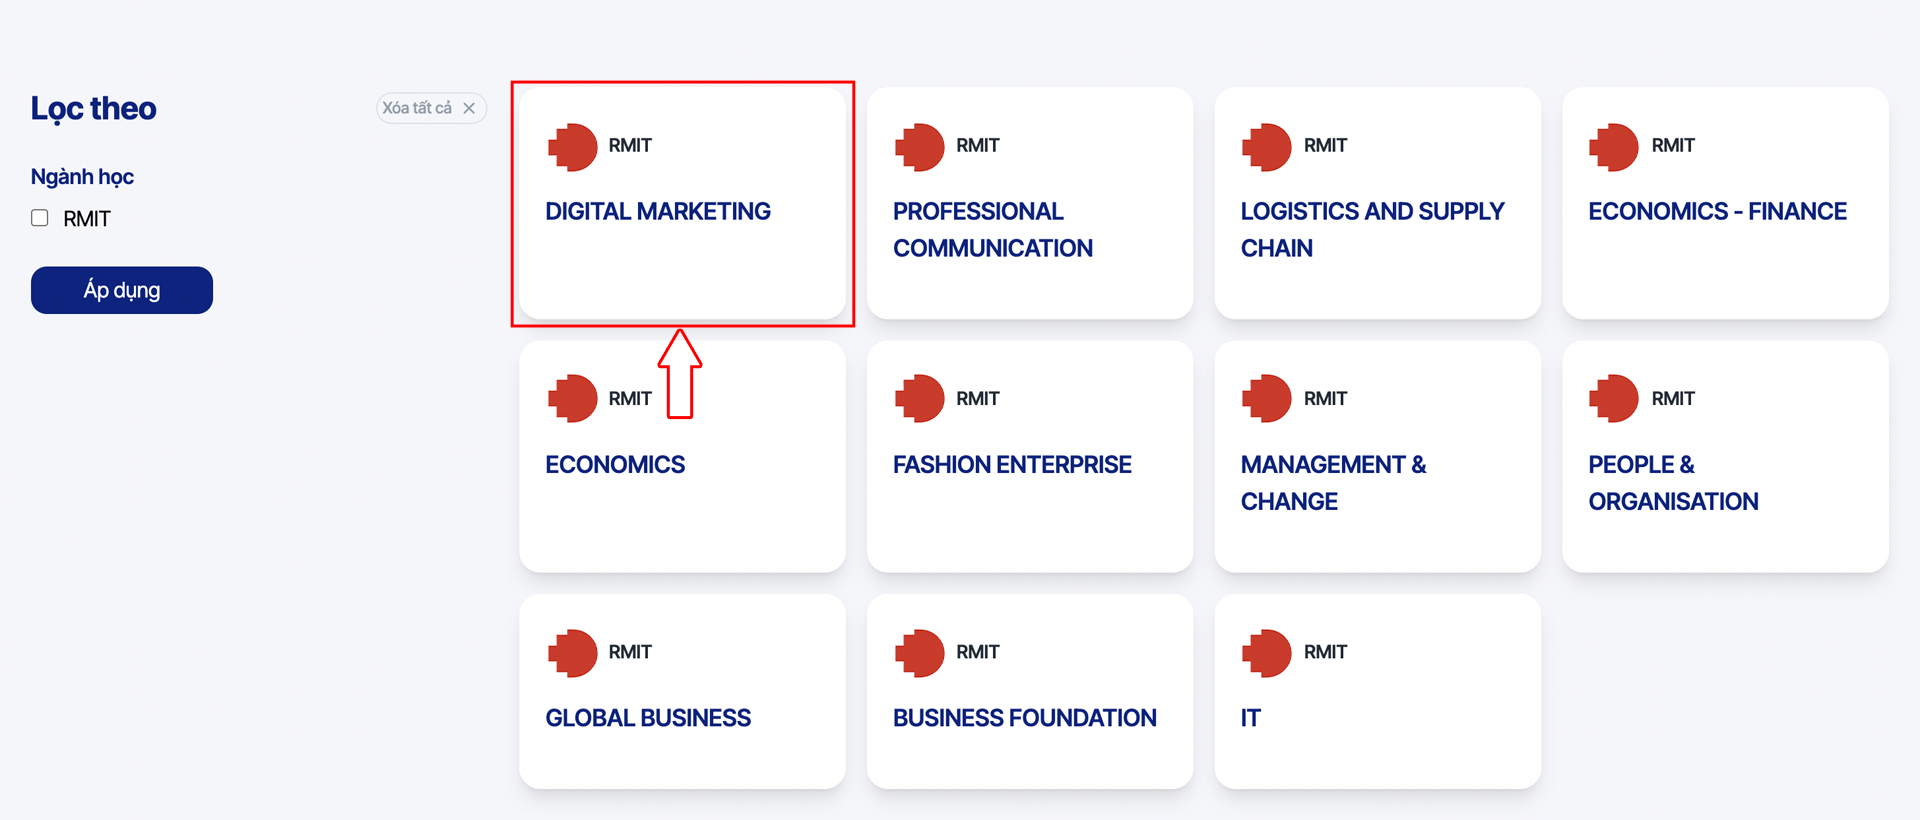 Lọc theo
Xóa tất cả
Ngành học
RMIT
Áp dụng
RMIT
DIGITAL MARKETING
RMIT
PROFESSIONAL
COMMUNICATION
RMIT
LOGISTICS AND SUPPLY
CHAIN
RMIT
ECONOMICS - FINANCE
RMIT
ECONOMICS
RMIT
FASHION ENTERPRISE
RMIT
MANAGEMENT &
CHANGE
RMIT
PEOPLE &
ORGANISATION
RMIT
GLOBAL BUSINESS
RMIT
BUSINESS FOUNDATION
RMIT
IT